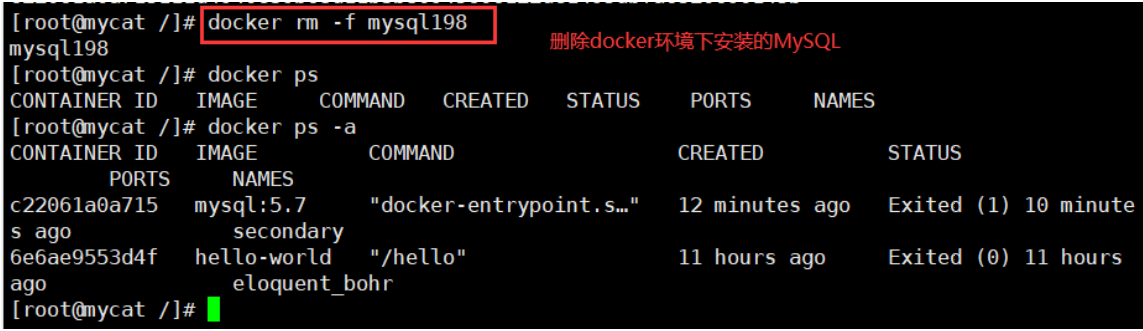 [root@mycat /]# docker rm -f mysql198
删除docker环境下安装的MySQL
mysql198
[root@mycat /]# docker ps
CONTAINER ID   IMAGE     COMMAND   CREATED   STATUS    PORTS     NAMES
[root@mycat /]# docker ps -a
CONTAINER ID   IMAGE         COMMAND                  CREATED          STATUS
        PORTS     NAMES
c22061a0a715   mysql:5.7     "docker-entrypoint.s…"   12 minutes ago   Exited (1) 10 minute
s ago             secondary
6e6ae9553d4f   hello-world   "/hello"                 11 hours ago     Exited (0) 11 hours
ago               eloquent_bohr
[root@mycat /]#